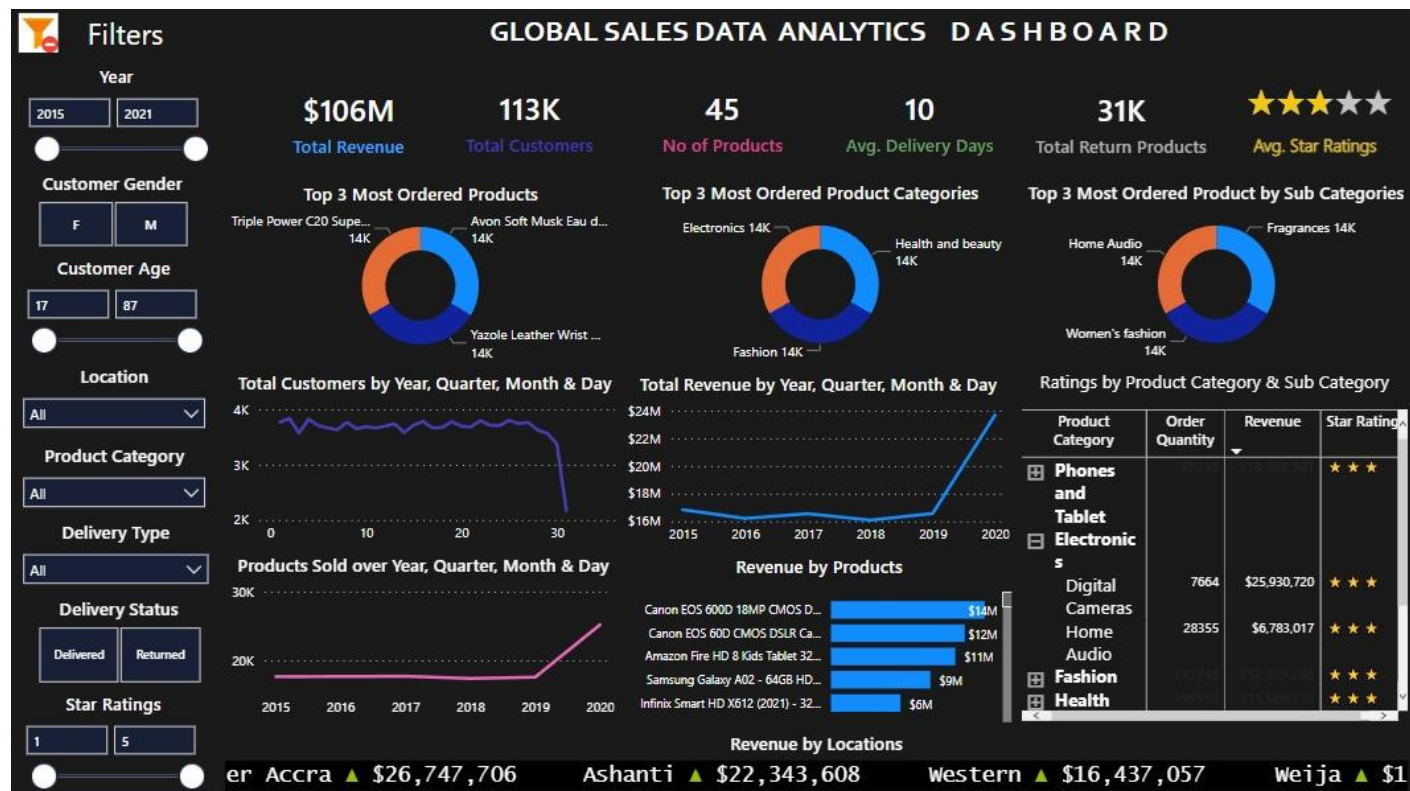 Filters
GLOBAL SALES DATA ANALYTICS DASHBOARD
Year
2015 2021
Customer Gender
F M
Customer Age
17 87
Location
All
Product Category
All
Delivery Type
All
Delivery Status
Delivered Returned
Star Ratings
1 5
$106M
Total Revenue
113K
Total Customers
45
No of Products
10
Avg. Delivery Days
31K
Total Return Products
Avg. Star Ratings
Top 3 Most Ordered Products
Triple Power C20 Supe...
14K
Avon Soft Musk Eau d...
14K
Yazole Leather Wrist ...
14K
Top 3 Most Ordered Product Categories
Electronics 14K
Health and beauty
14K
Fashion 14K
Top 3 Most Ordered Product by Sub Categories
Home Audio
14K
Fragrances 14K
Women's fashion
14K
Total Customers by Year, Quarter, Month & Day
4K
3K
2K
0 10 20 30
Total Revenue by Year, Quarter, Month & Day
$24M
$22M
$20M
$18M
$16M
2015 2016 2017 2018 2019 2020
Ratings by Product Category & Sub Category
Product Category Order Quantity Revenue Star Rating
Phones
and
Tablet
Electronic
s
Digital
Cameras
7664 $25,930,720
Home
Audio
28355 $6,783,017
Fashion
Health
Products Sold over Year, Quarter, Month & Day
30K
20K
2015 2016 2017 2018 2019 2020
Revenue by Products
Canon EOS 600D 18MP CMOS D... $14M
Canon EOS 60D CMOS DSLR Ca... $12M
Amazon Fire HD 8 Kids Tablet 32... $11M
Samsung Galaxy A02 - 64GB HD... $9M
Infinix Smart HD X612 (2021) - 32... $6M
Revenue by Locations
er Accra ▲ $26,747,706 Ashanti ▲ $22,343,608 Western ▲ $16,437,057 Weija ▲ $1